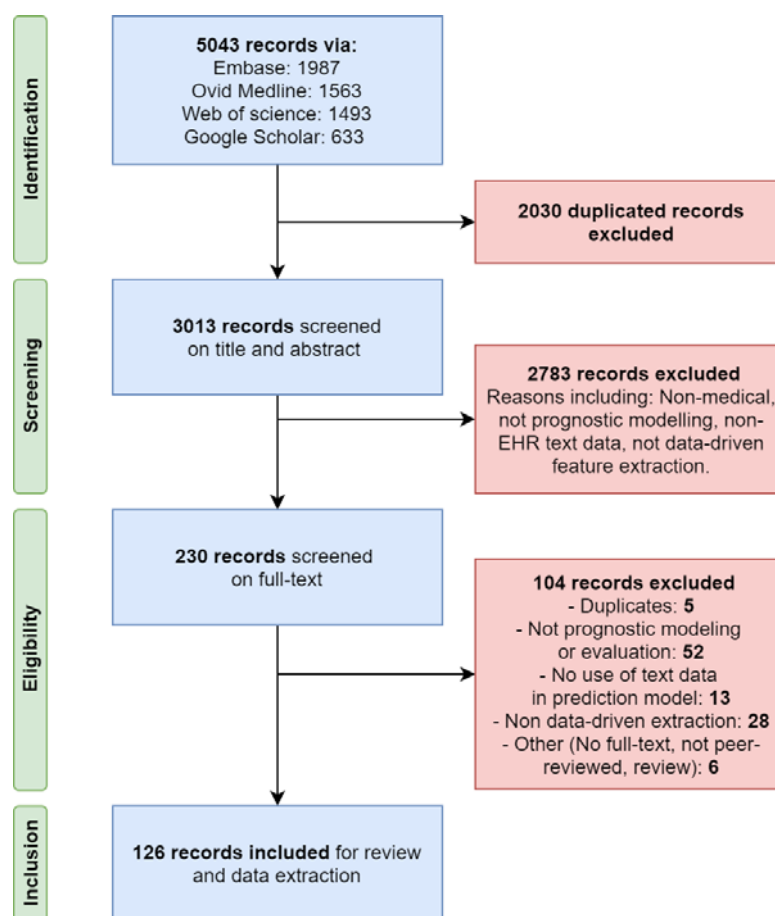 Identification
5043 records via:
Embase: 1987
Ovid Medline: 1563
Web of science: 1493
Google Scholar: 633
2030 duplicated records
excluded
Screening
3013 records screened
on title and abstract
2783 records excluded
Reasons including: Non-medical,
not prognostic modelling, non-
EHR text data, not data-driven
feature extraction.
Eligibility
230 records screened
on full-text
104 records excluded
- Duplicates: 5
- Not prognostic modeling
or evaluation: 52
- No use of text data
in prediction model: 13
- Non data-driven extraction: 28
- Other (No full-text, not peer-
reviewed, review): 6
Inclusion
126 records included for review
and data extraction